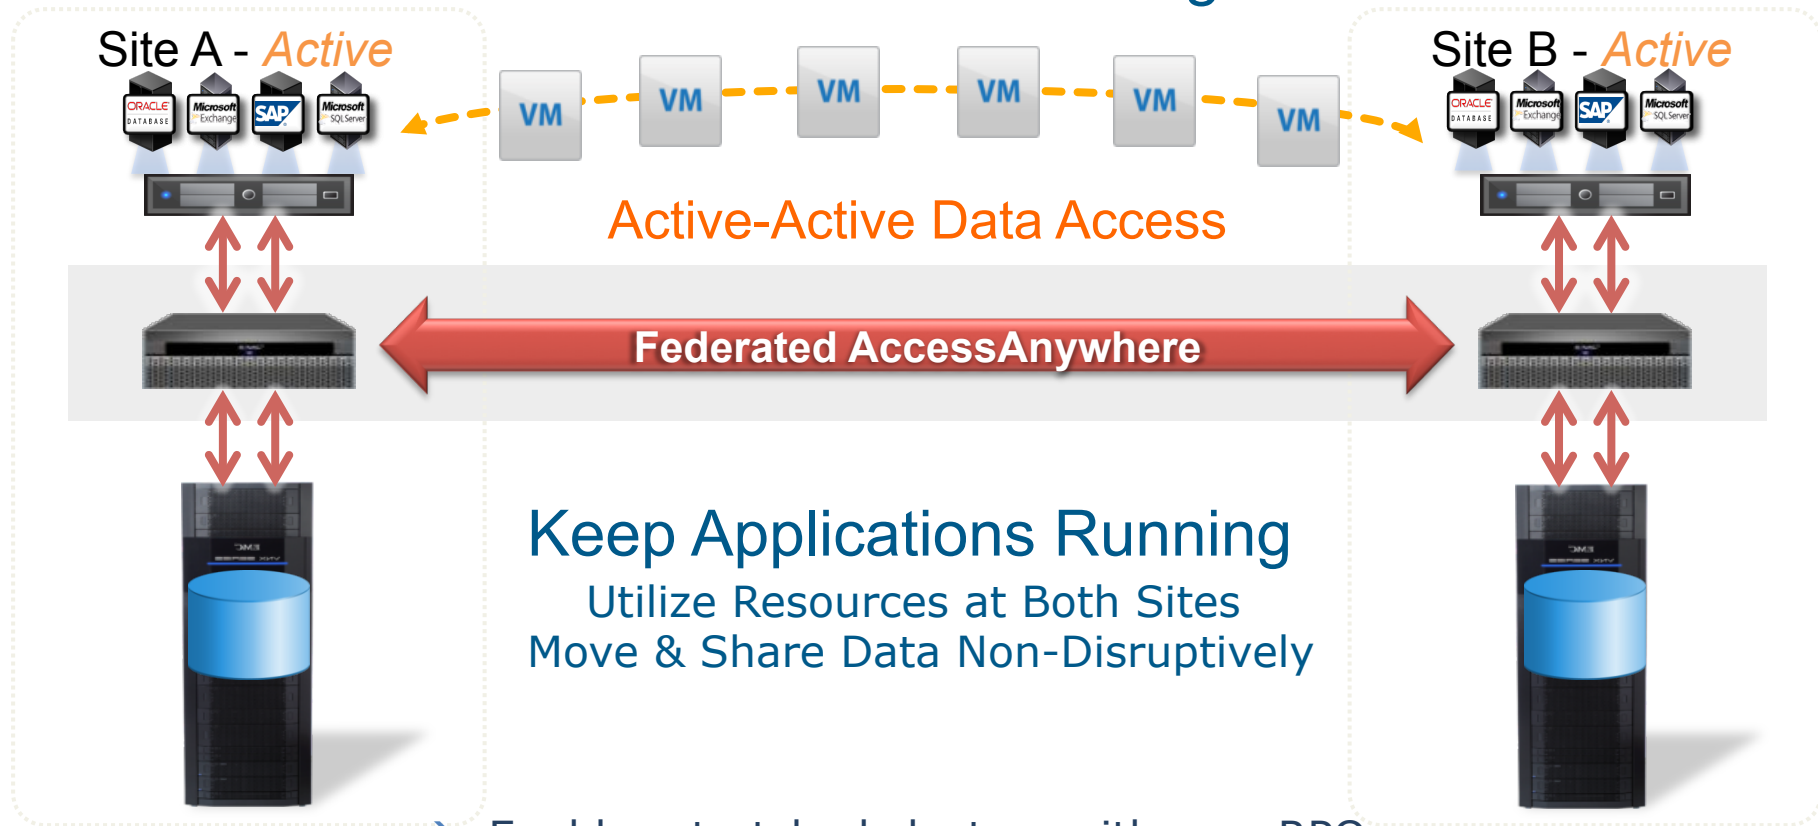 Site A - Active
Site B - Active
ORACLE
DATABASE
Microsoft
Exchange
SAP
Microsoft
SQL Server
VM
VM
VM
VM
VM
VM
ORACLE
DATABASE
Microsoft
Exchange
SAP
Microsoft
SQL Server
Active-Active Data Access
Federated AccessAnywhere
Keep Applications Running
Utilize Resources at Both Sites
Move & Share Data Non-Disruptively